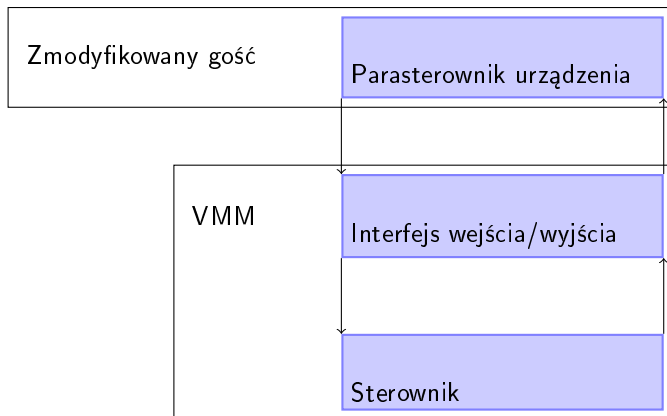 Zmodyfikowany gość
Parasterownik urządzenia
VMM
Interfejs wejścia/wyjścia
Sterownik